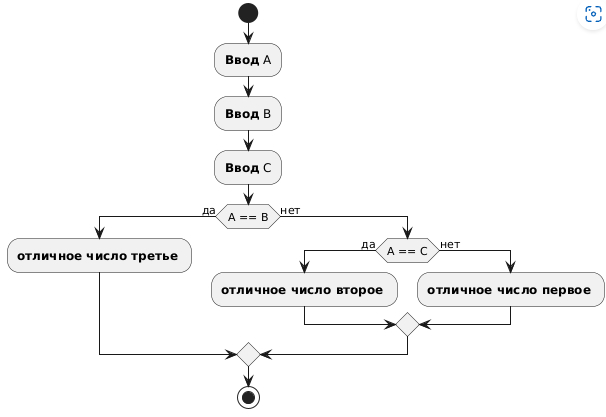 Ввод A
Ввод B
Ввод C
да
A == B
нет
отличное число третье
да
A == C
нет
отличное число второе
отличное число первое